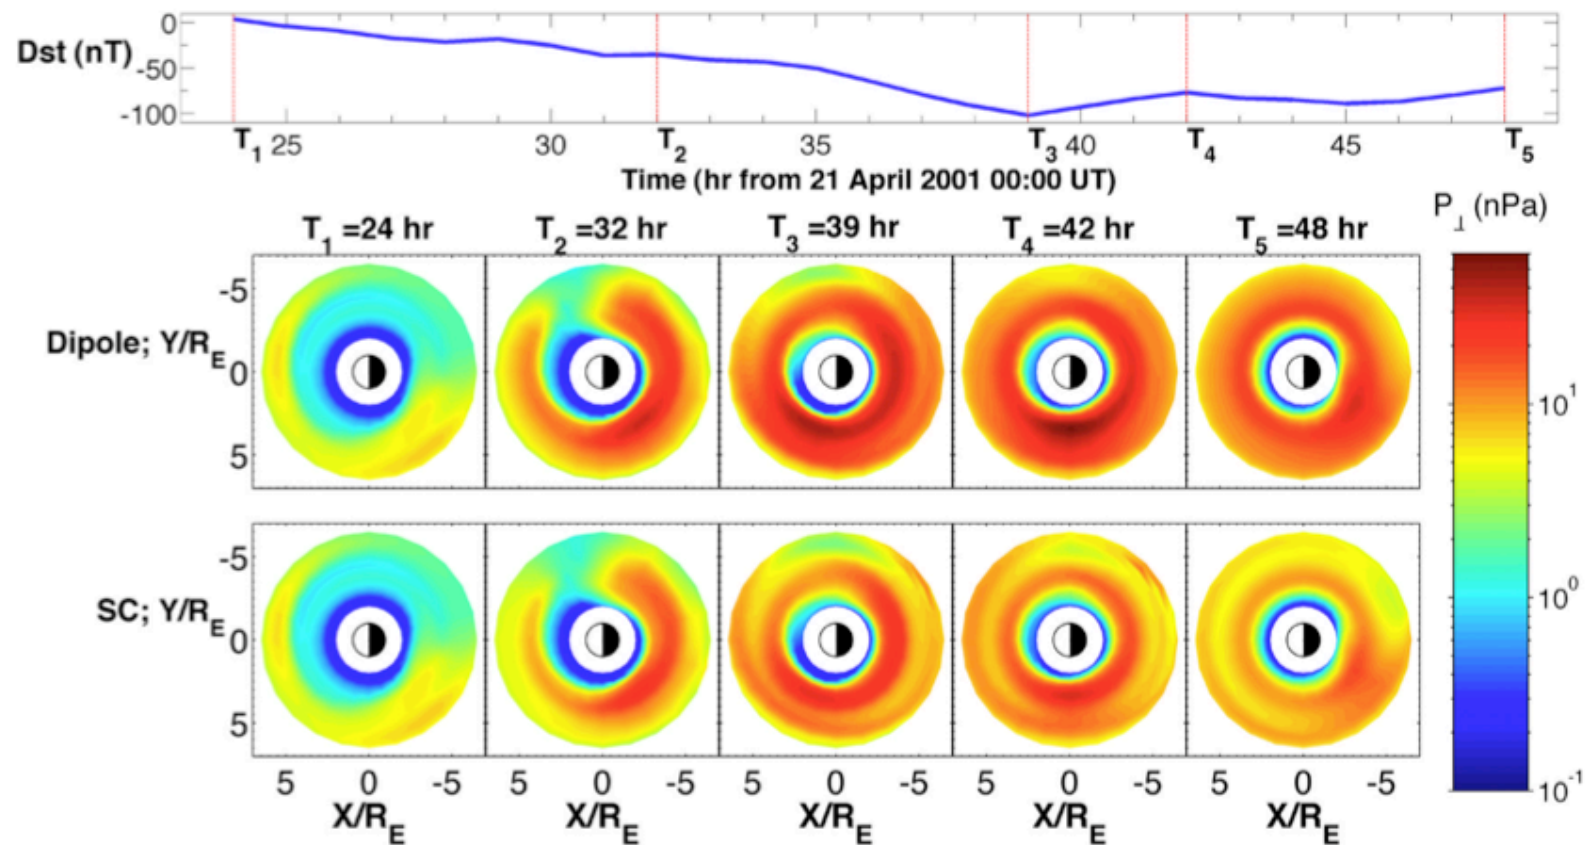 Dst (nT)
0
-50
-100
T1 25 30 T2 35 T3 40 T4 45 T5
Time (hr from 21 April 2001 00:00 UT)
P⊥ (nPa)
T1 =24 hr T2 =32 hr T3 =39 hr T4 =42 hr T5 =48 hr
-5
Dipole; Y/RE
0
5
10^1
-5
10^0
SC; Y/RE
0
5
10^-1
5 0 -5 5 0 -5 5 0 -5 5 0 -5 5 0 -5
X/RE X/RE X/RE X/RE X/RE